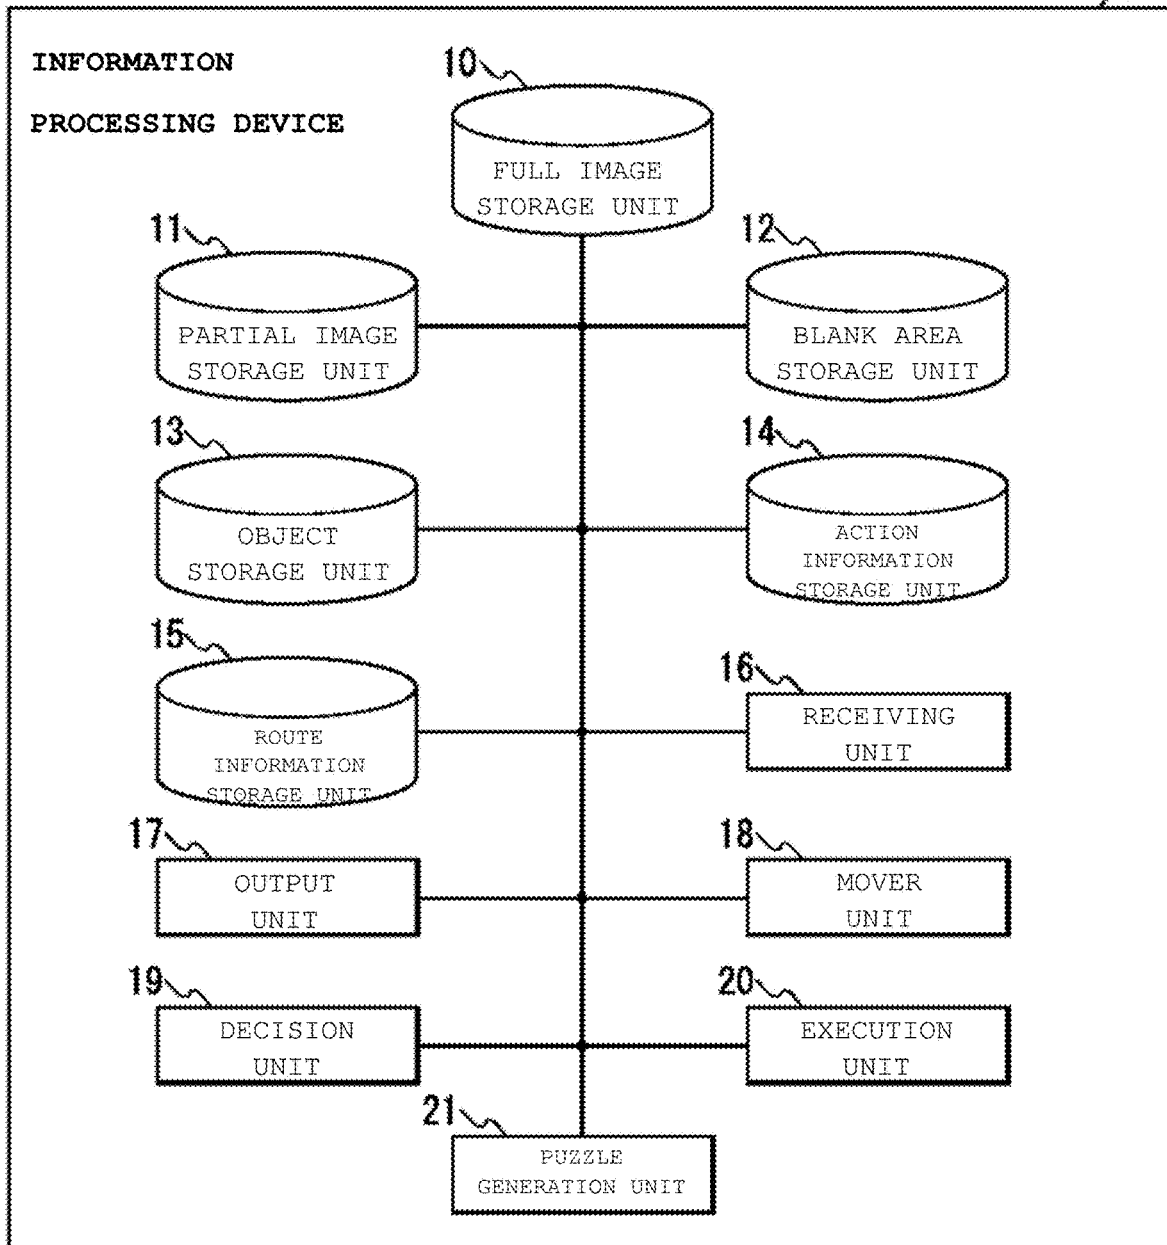 INFORMATION
PROCESSING DEVICE
10
FULL IMAGE
STORAGE UNIT
11
PARTIAL IMAGE
STORAGE UNIT
12
BLANK AREA
STORAGE UNIT
13
OBJECT
STORAGE UNIT
14
ACTION
INFORMATION
STORAGE UNIT
15
ROUTE
INFORMATION
STORAGE UNIT
16
RECEIVING
UNIT
17
OUTPUT
UNIT
18
MOVER
UNIT
19
DECISION
UNIT
20
EXECUTION
UNIT
21
PUZZLE
GENERATION UNIT